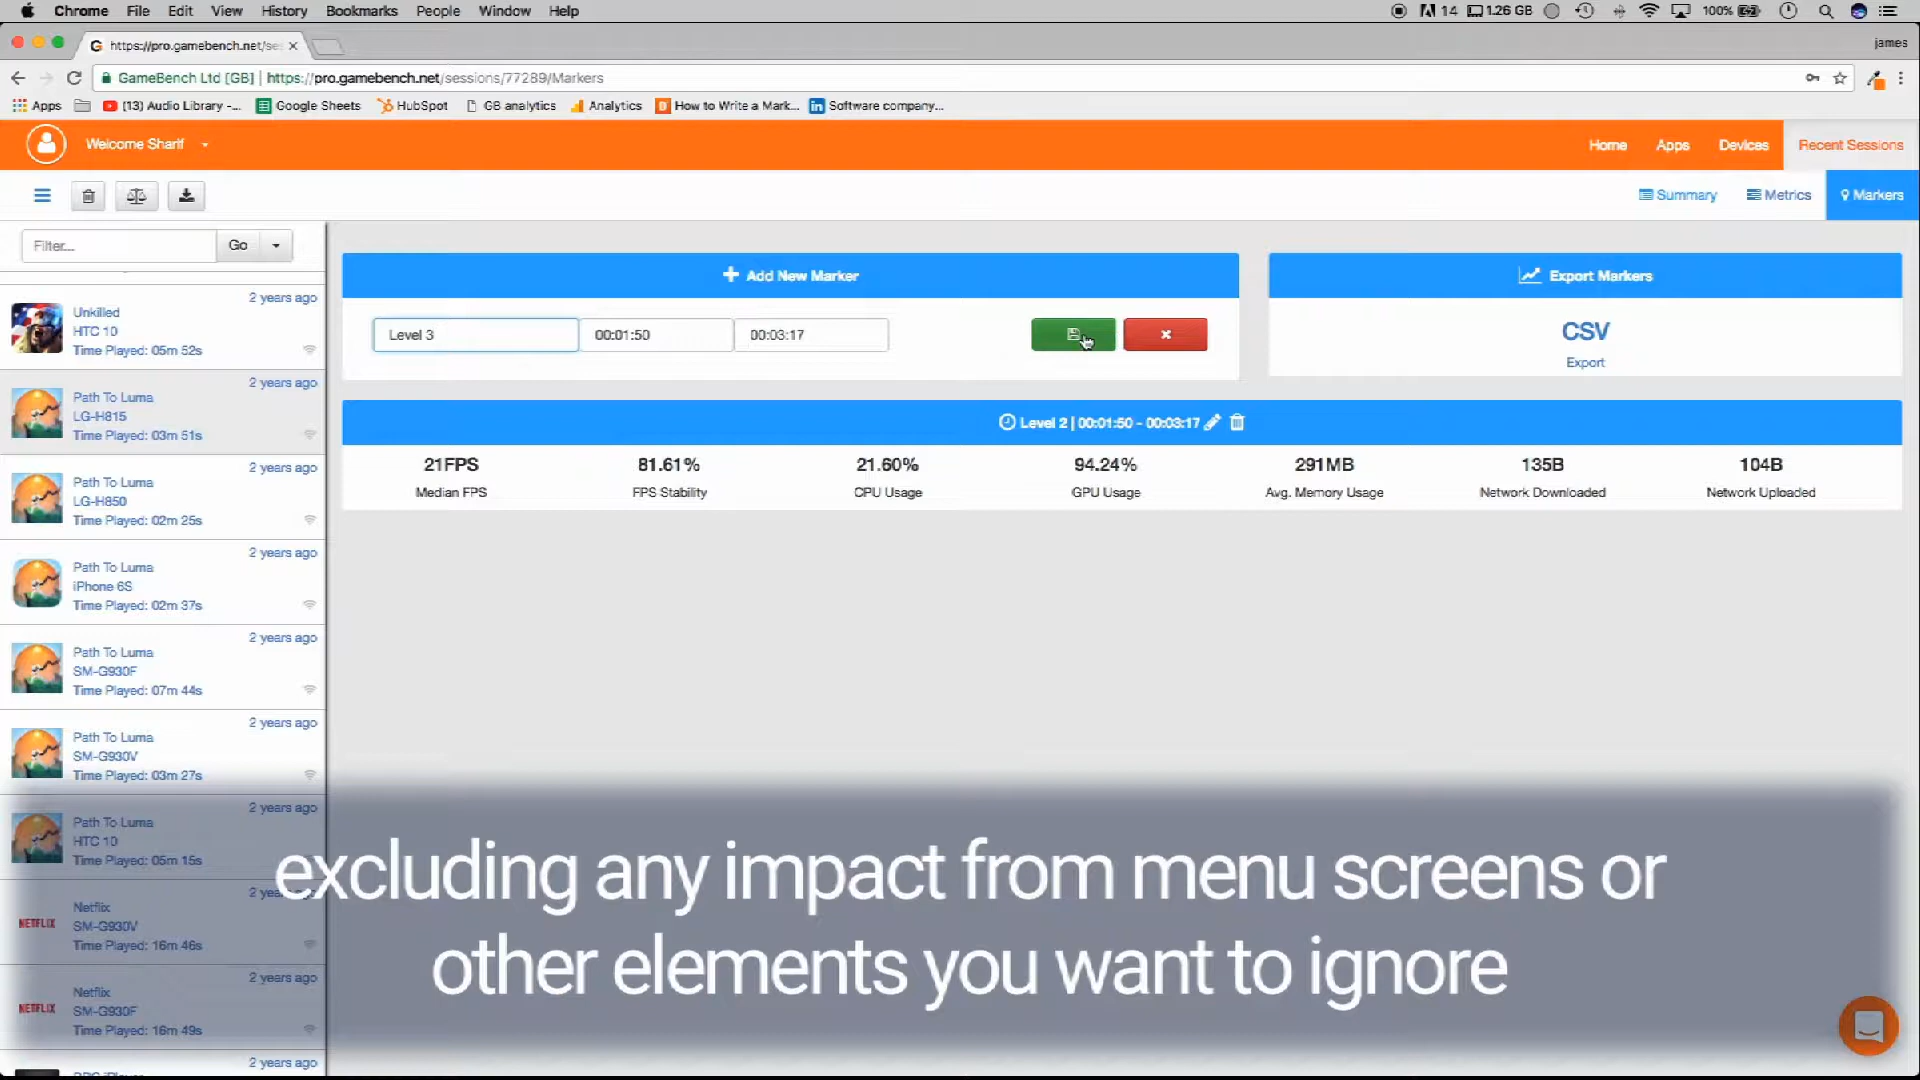 Chrome File Edit View History Bookmarks People Window Help
14 1.26 GB 100%
https://pro.gamebench.net/se
james
GameBench Ltd [GB] | https://pro.gamebench.net/sessions/77289/Markers
Apps (13) Audio Library -... Google Sheets HubSpot GB analytics Analytics How to Write a Mark... Software company...
Welcome Sharif
Home Apps Devices Recent Sessions
Summary Metrics Markers
Filter... Go
Add New Marker
Export Markers
Level 3 00:01:50 00:03:17
CSV
Export
Level 2 | 00:01:50 - 00:03:17
21FPS 81.61% 21.60% 94.24% 291MB 135B 104B
Median FPS FPS Stability CPU Usage GPU Usage Avg. Memory Usage Network Downloaded Network Uploaded
2 years ago
Unkilled
HTC 10
Time Played: 05m 52s
2 years ago
Path To Luma
LG-H815
Time Played: 03m 51s
2 years ago
Path To Luma
LG-H850
Time Played: 02m 25s
2 years ago
Path To Luma
iPhone 6S
Time Played: 02m 37s
2 years ago
Path To Luma
SM-G930F
Time Played: 07m 44s
2 years ago
Path To Luma
SM-G930V
Time Played: 03m 27s
2 years ago
Path To Luma
HTC 10
Time Played: 05m 15s
2 years ago
NETFLIX
Netflix
SM-G930V
Time Played: 16m 46s
2 years ago
NETFLIX
Netflix
SM-G930F
Time Played: 16m 49s
2 years ago
excluding any impact from menu screens or
other elements you want to ignore